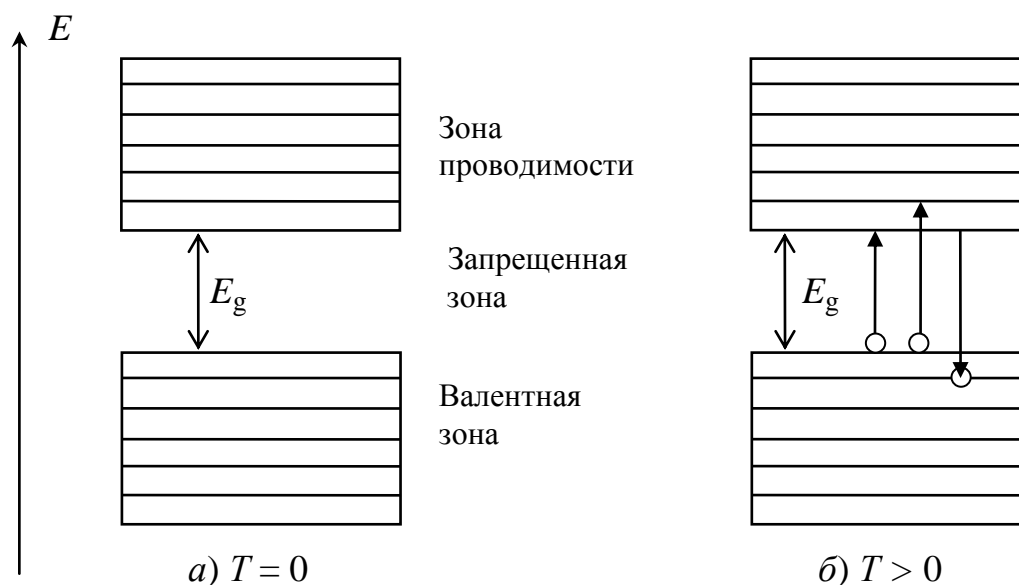 E
Зона
проводимости
Запрещенная
зона
E_g
E_g
Валентная
зона
а) T = 0
б) T > 0